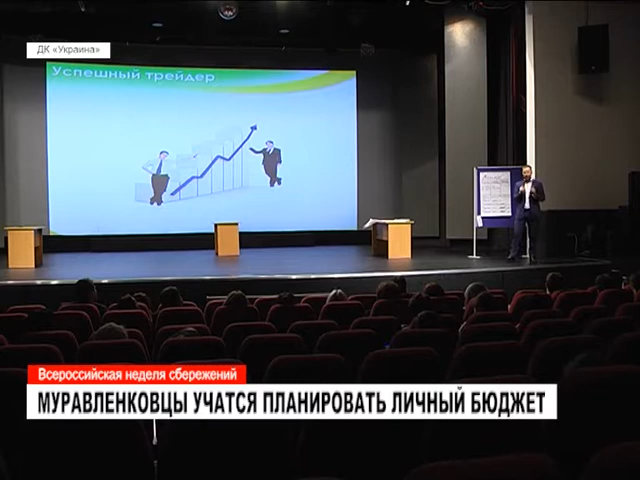 ДК «Украина»
Успешный трейдер
Всероссийская неделя сбережений
МУРАВЛЕНКОВЦЫ УЧАТСЯ ПЛАНИРОВАТЬ ЛИЧНЫЙ БЮДЖЕТ